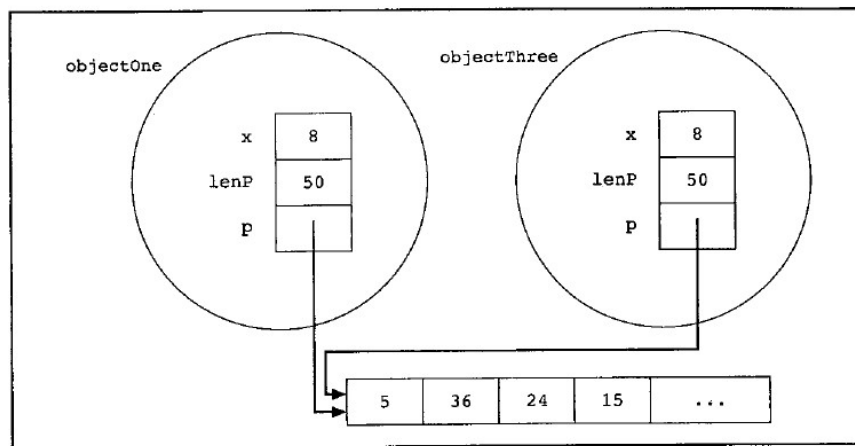 objectOne
objectThree
x 8
lenP 50
p
x 8
lenP 50
p
5 36 24 15 ...